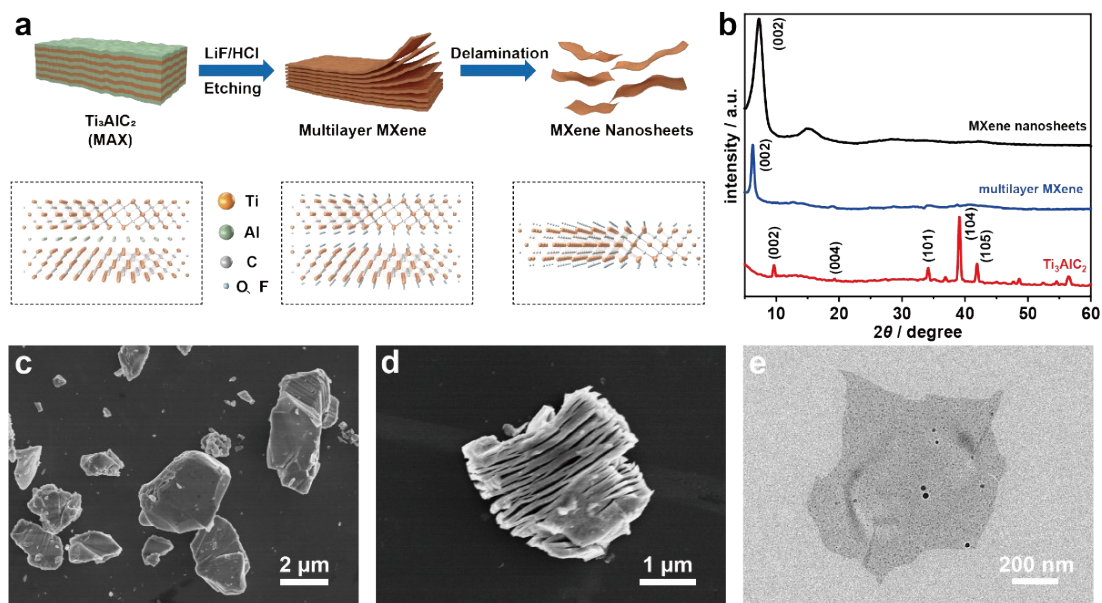 a
LiF/HCl
Etching
Delamination
Ti₃AlC₂
(MAX)
Multilayer MXene
MXene Nanosheets
Ti
Al
C
O、F
b
(002)
MXene nanosheets
(002)
multilayer MXene
(002)
(004)
(101)
(104)
(105)
Ti₃AlC₂
intensity / a.u.
10
20
30
40
50
60
2θ / degree
c
2 μm
d
1 μm
e
200 nm